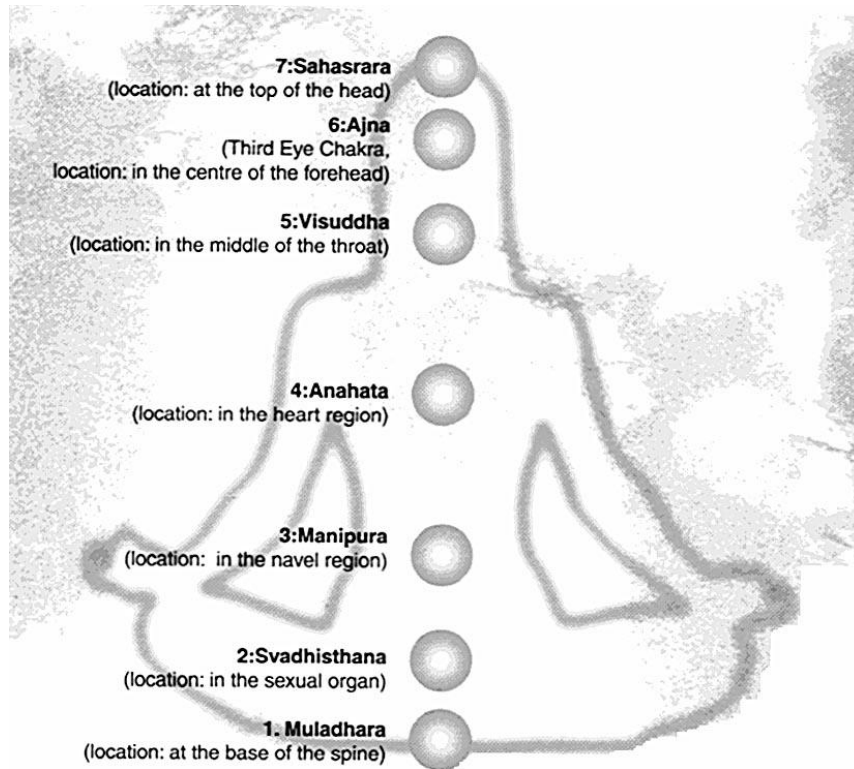 7:Sahasrara
(location: at the top of the head)
6:Ajna
(Third Eye Chakra,
location: in the centre of the forehead)
5:Visuddha
(location: in the middle of the throat)
4:Anahata
(location: in the heart region)
3:Manipura
(location: in the navel region)
2:Svadhisthana
(location: in the sexual organ)
1. Muladhara
(location: at the base of the spine)